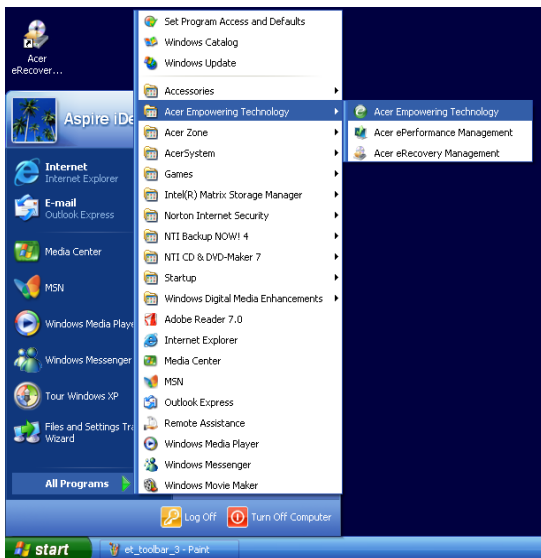 Acer
eRecover...
Aspire iDe
Internet
Internet Explorer
E-mail
Outlook Express
Media Center
MSN
Windows Media Playe
Windows Messenger
Tour Windows XP
Files and Settings Tra
Wizard
All Programs
Set Program Access and Defaults
Windows Catalog
Windows Update
Accessories
Acer Empowering Technology
Acer Zone
AcerSystem
Games
Intel(R) Matrix Storage Manager
Norton Internet Security
NTI Backup NOW! 4
NTI CD & DVD-Maker 7
Startup
Windows Digital Media Enhancements
Adobe Reader 7.0
Internet Explorer
Media Center
MSN
Outlook Express
Remote Assistance
Windows Media Player
Windows Messenger
Windows Movie Maker
Acer Empowering Technology
Acer ePerformance Management
Acer eRecovery Management
Log Off
Turn Off Computer
start
et_toolbar_3 - Paint